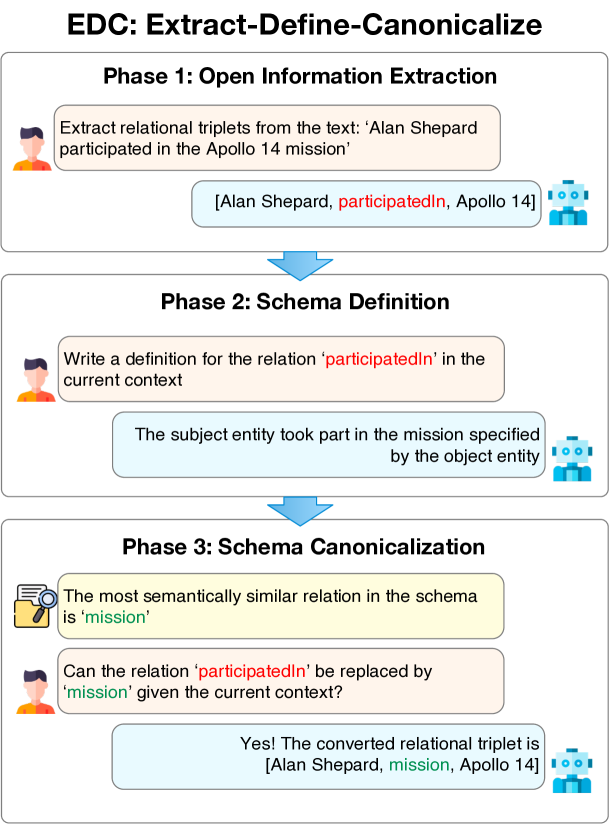 EDC: Extract-Define-Canonicalize
Phase 1: Open Information Extraction
Extract relational triplets from the text: ‘Alan Shepard
participated in the Apollo 14 mission’
[Alan Shepard, participatedIn, Apollo 14]
Phase 2: Schema Definition
Write a definition for the relation ‘participatedIn’ in the
current context
The subject entity took part in the mission specified
by the object entity
Phase 3: Schema Canonicalization
The most semantically similar relation in the schema
is ‘mission’
Can the relation ‘participatedIn’ be replaced by
‘mission’ given the current context?
Yes! The converted relational triplet is
[Alan Shepard, mission, Apollo 14]